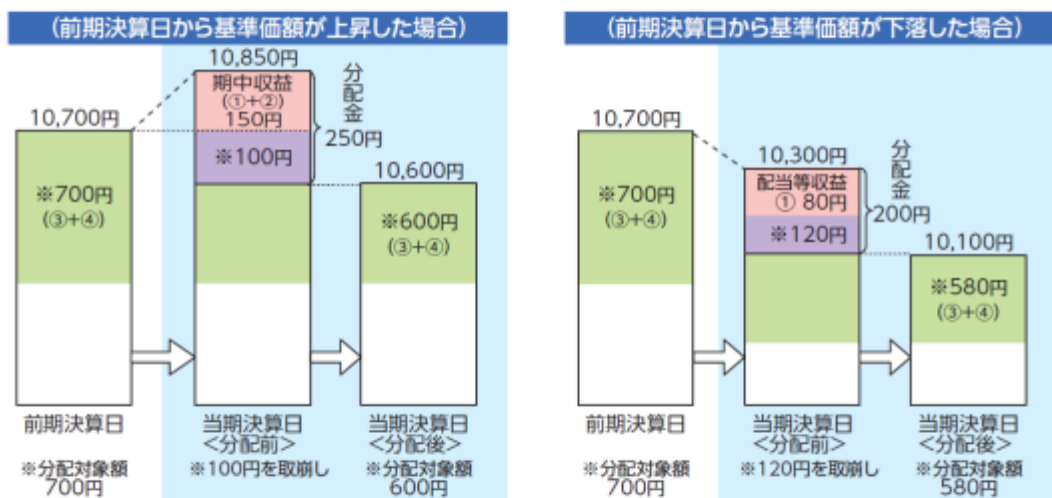 (前期決算日から基準価額が上昇した場合)
10,850円
期中収益
(①+②)
150円
分配金
250円
10,700円
※100円
10,600円
※700円
(③+④)
※600円
(③+④)
前期決算日
当期決算日
<分配前>
当期決算日
<分配後>
※分配対象額
700円
※100円を取崩し
※分配対象額
600円
(前期決算日から基準価額が下落した場合)
10,700円
10,300円
配当等収益
① 80円
分配金
200円
※700円
(③+④)
※120円
10,100円
※580円
(③+④)
前期決算日
当期決算日
<分配前>
当期決算日
<分配後>
※分配対象額
700円
※120円を取崩し
※分配対象額
580円